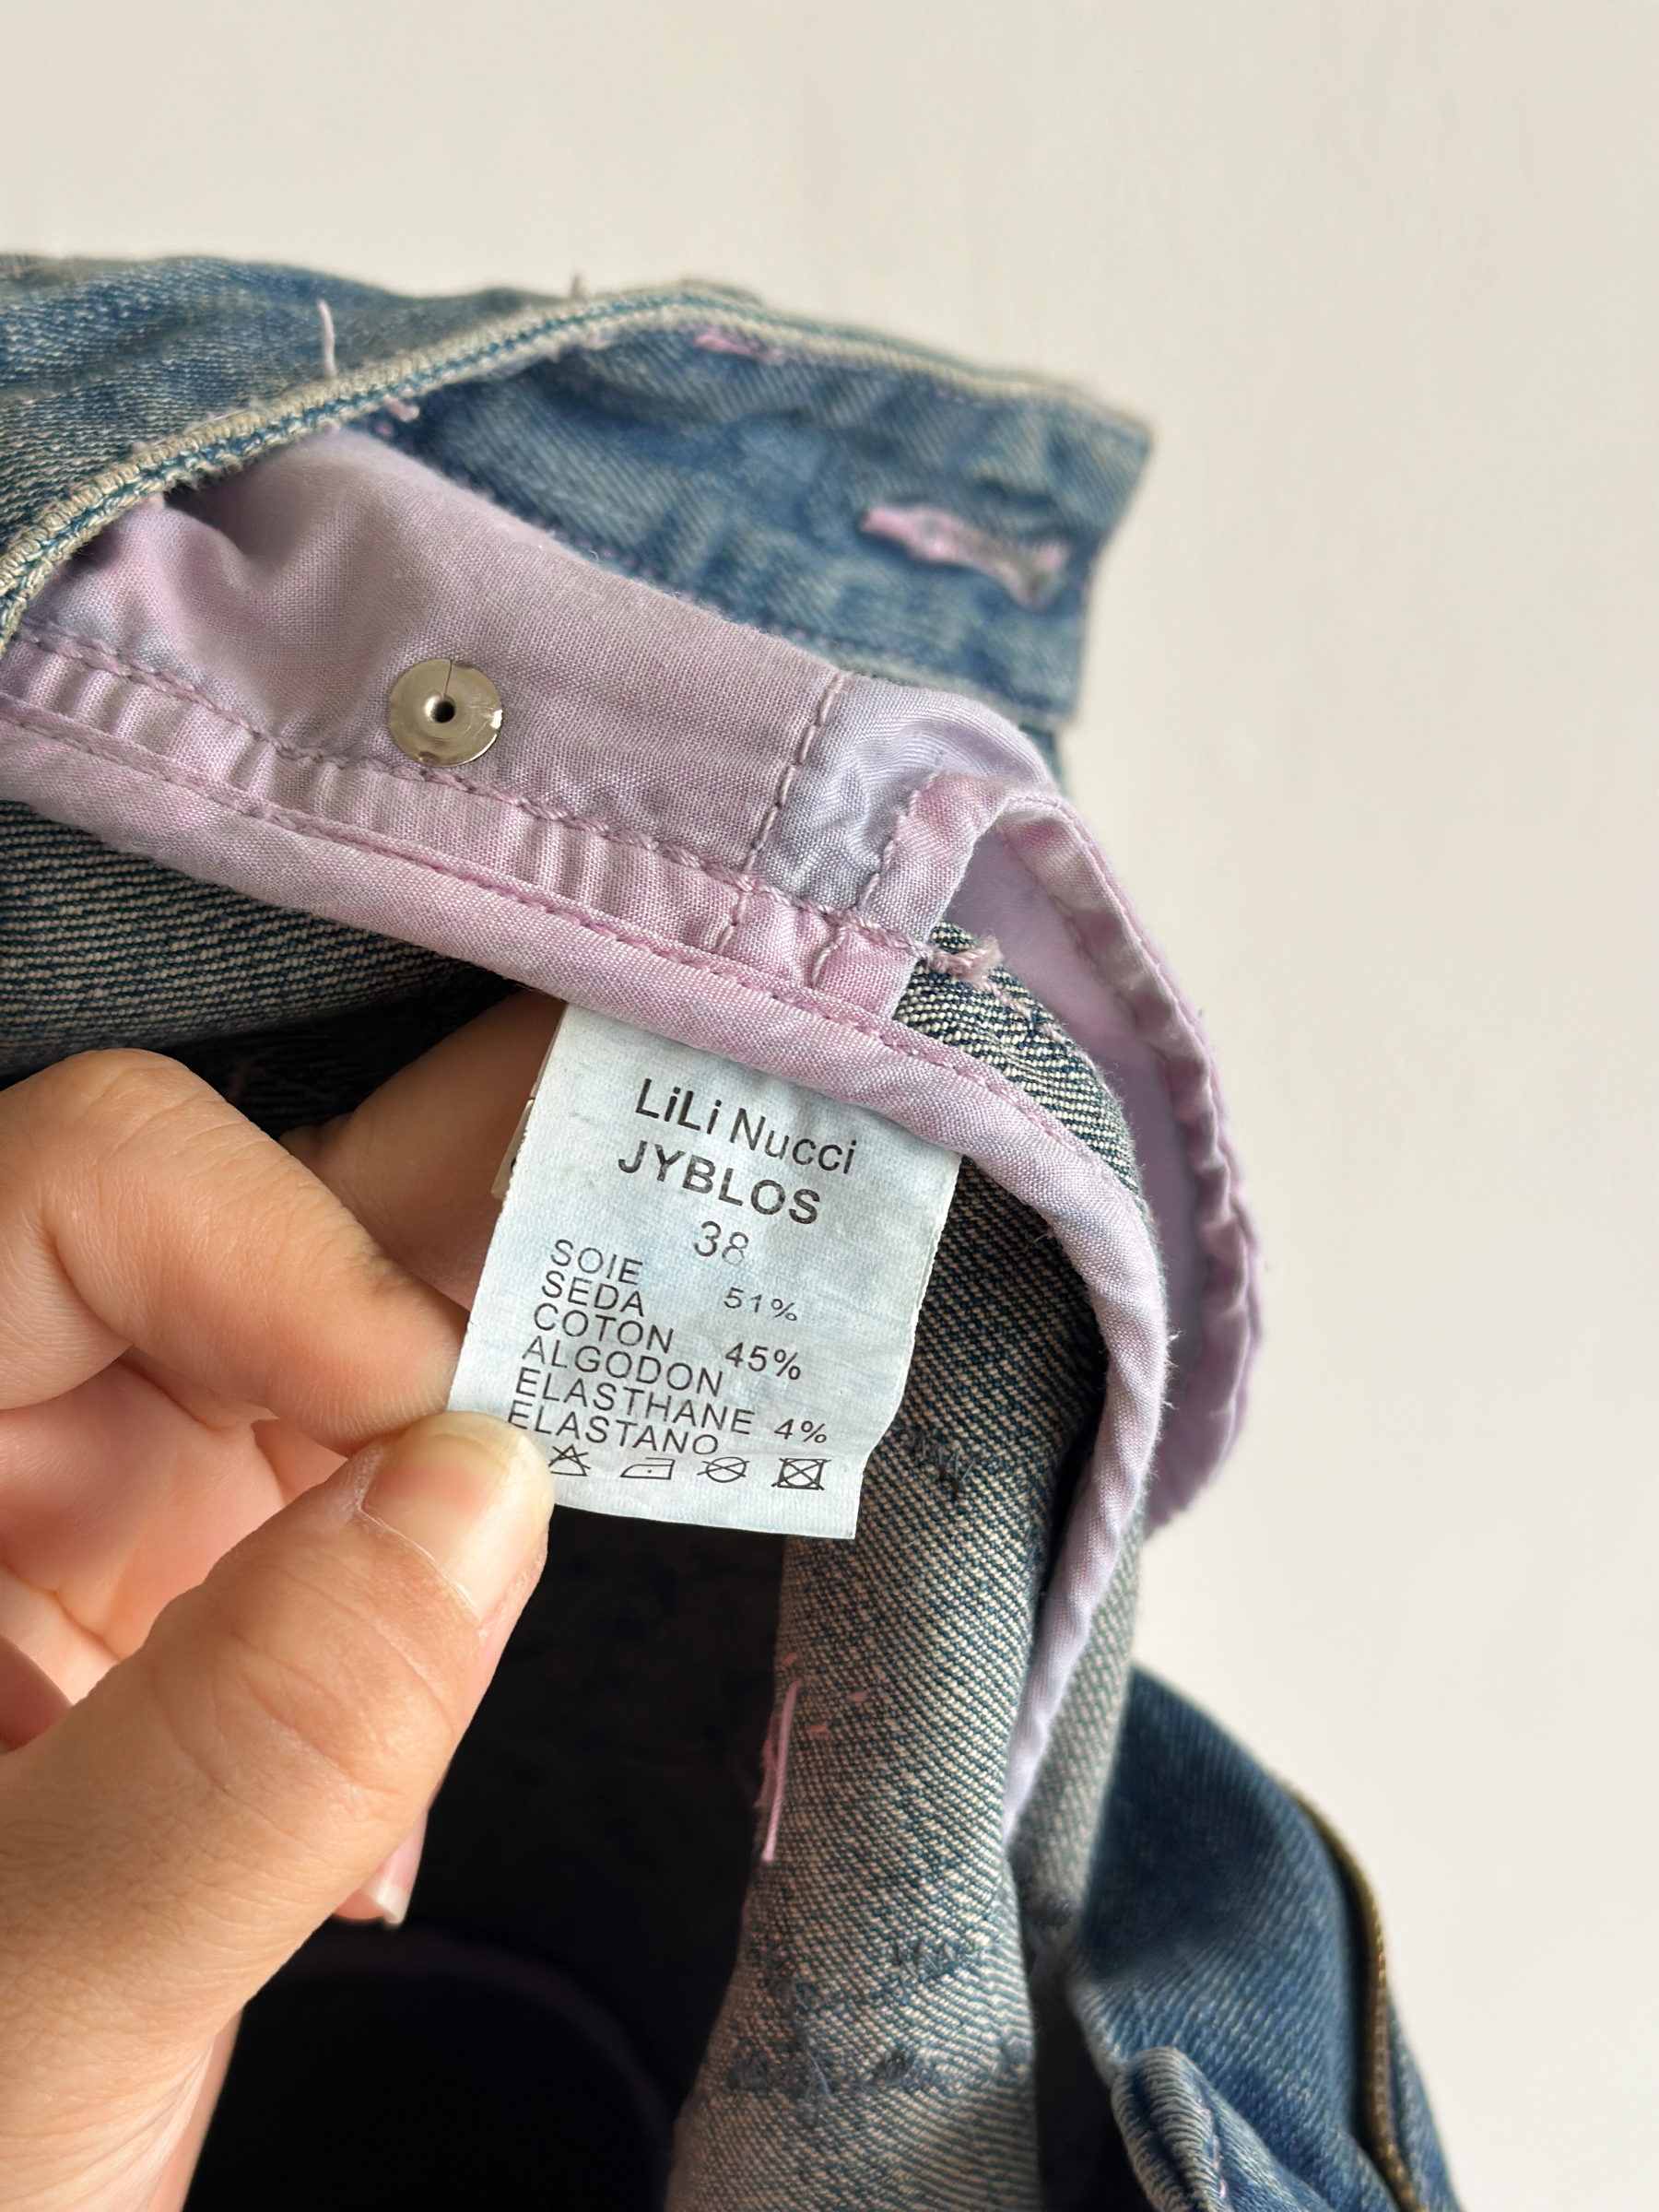 LiLi Nucci
JYBLOS
38
SOIE
SEDA 51%
COTON
ALGODON 45%
ELASTHANE
ELASTANO 4%